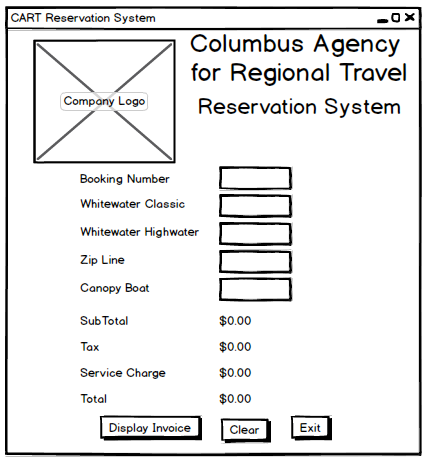 CART Reservation System
Columbus Agency
for Regional Travel
Company Logo
Reservation System
Booking Number
Whitewater Classic
Whitewater Highwater
Zip Line
Canopy Boat
SubTotal $0.00
Tax $0.00
Service Charge $0.00
Total $0.00
Display Invoice Clear Exit